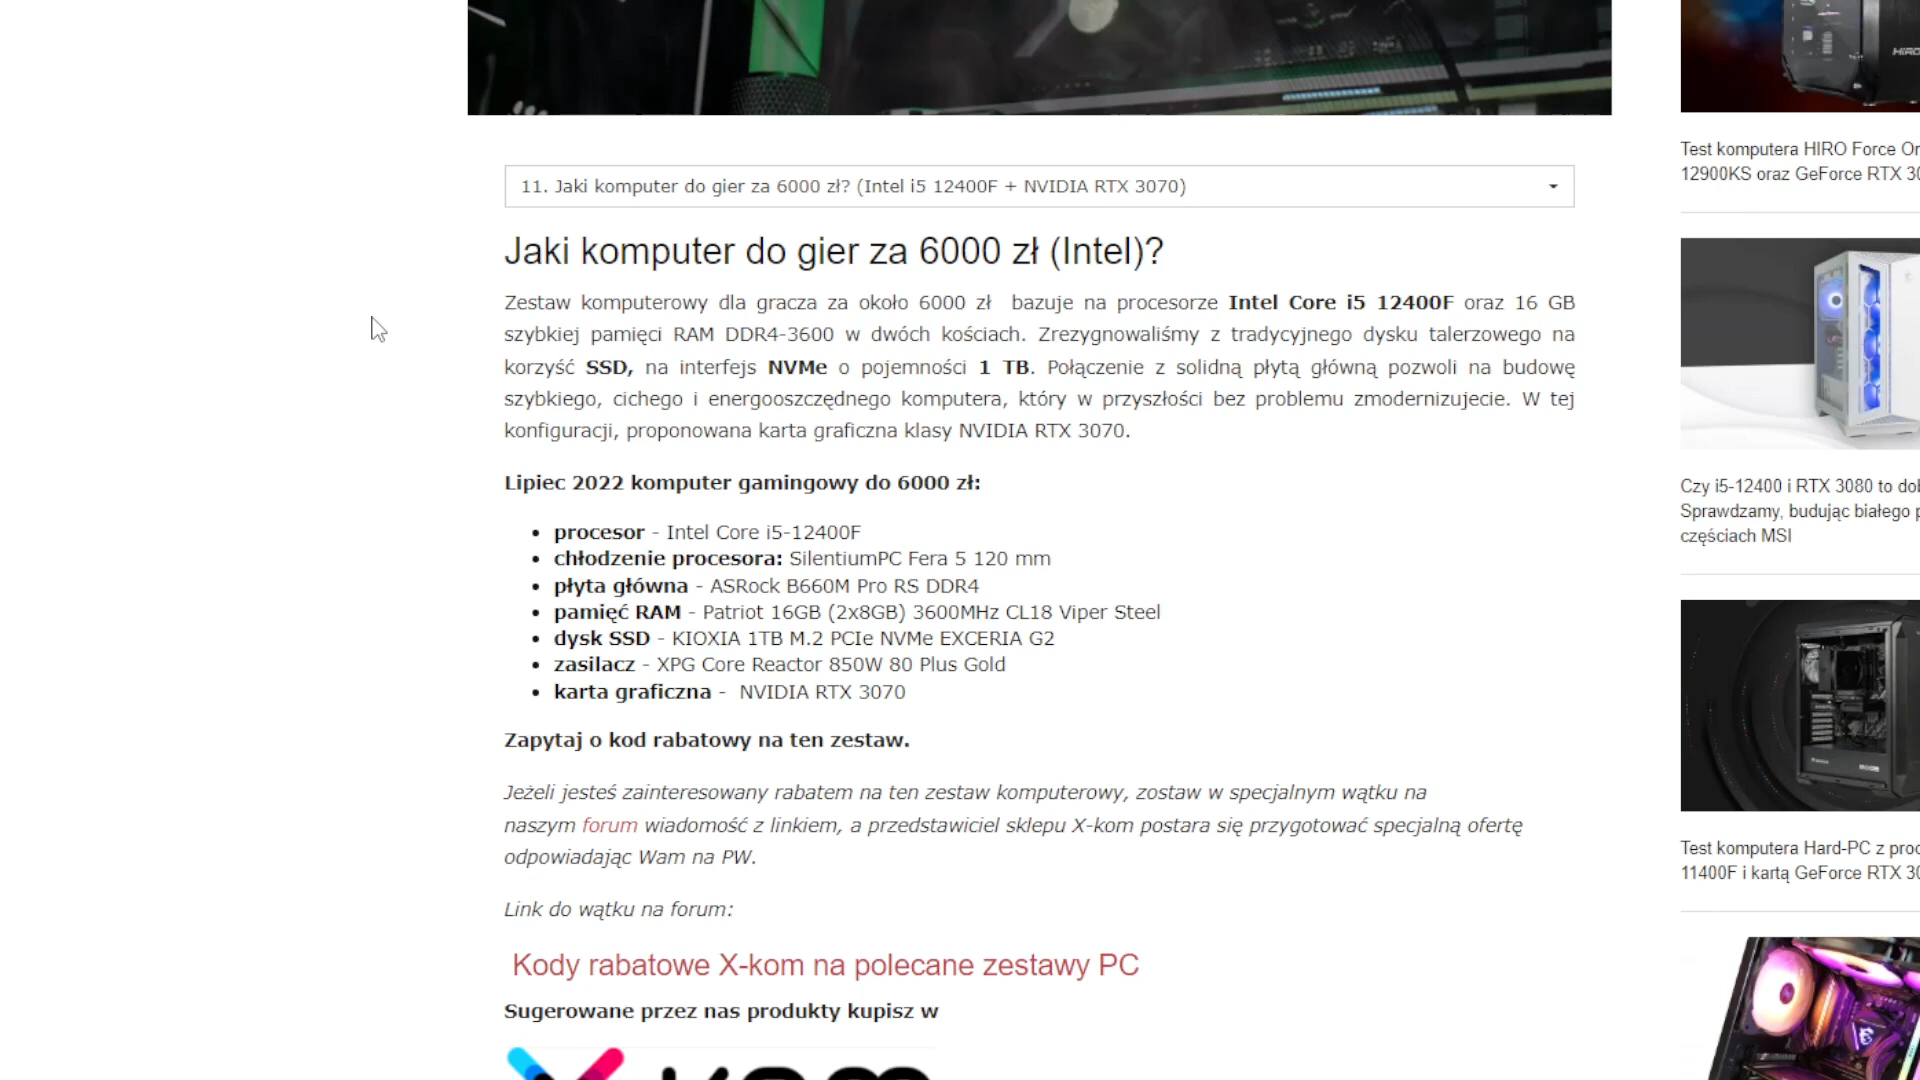 11. Jaki komputer do gier za 6000 zł? (Intel i5 12400F + NVIDIA RTX 3070)
Jaki komputer do gier za 6000 zł (Intel)?
Zestaw komputerowy dla gracza za około 6000 zł bazuje na procesorze Intel Core i5 12400F oraz 16 GB
szybkiej pamięci RAM DDR4-3600 w dwóch kościach. Zrezygnowaliśmy z tradycyjnego dysku talerzowego na
korzyść SSD, na interfejs NVMe o pojemności 1 TB. Połączenie z solidną płytą główną pozwoli na budowę
szybkiego, cichego i energooszczędnego komputera, który w przyszłości bez problemu zmodernizujecie. W tej
konfiguracji, proponowana karta graficzna klasy NVIDIA RTX 3070.
Lipiec 2022 komputer gamingowy do 6000 zł:
• procesor - Intel Core i5-12400F
• chłodzenie procesora: SilentiumPC Fera 5 120 mm
• płyta główna - ASRock B660M Pro RS DDR4
• pamięć RAM - Patriot 16GB (2x8GB) 3600MHz CL18 Viper Steel
• dysk SSD - KIOXIA 1TB M.2 PCIe NVMe EXCERIA G2
• zasilacz - XPG Core Reactor 850W 80 Plus Gold
• karta graficzna - NVIDIA RTX 3070
Zapytaj o kod rabatowy na ten zestaw.
Jeżeli jesteś zainteresowany rabatem na ten zestaw komputerowy, zostaw w specjalnym wątku na
naszym forum wiadomość z linkiem, a przedstawiciel sklepu X-kom postara się przygotować specjalną ofertę
odpowiadając Wam na PW.
Link do wątku na forum:
Kody rabatowe X-kom na polecane zestawy PC
Sugerowane przez nas produkty kupisz w
Test komputera HIRO Force
12900KS oraz GeForce RTX
Czy i5-12400 i RTX 3080 to
Sprawdzamy, budując białego
częściach MSI
Test komputera Hard-PC z
11400F i kartą GeForce RTX